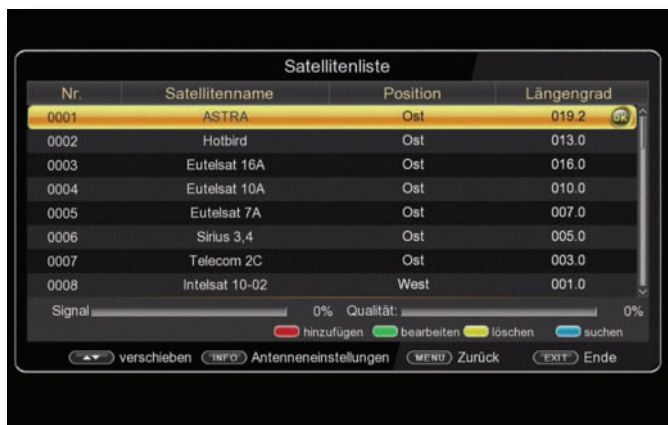 Satellitenliste
Nr. Satellitenname Position Längengrad
0001 ASTRA Ost 019.2 OK
0002 Hotbird Ost 013.0
0003 Eutelsat 16A Ost 016.0
0004 Eutelsat 10A Ost 010.0
0005 Eutelsat 7A Ost 007.0
0006 Sirius 3,4 Ost 005.0
0007 Telecom 2C Ost 003.0
0008 Intelsat 10-02 West 001.0
Signal 0% Qualität: 0%
hinzufügen bearbeiten löschen suchen
verschieben INFO Antenneneinstellungen MENU Zurück EXIT Ende